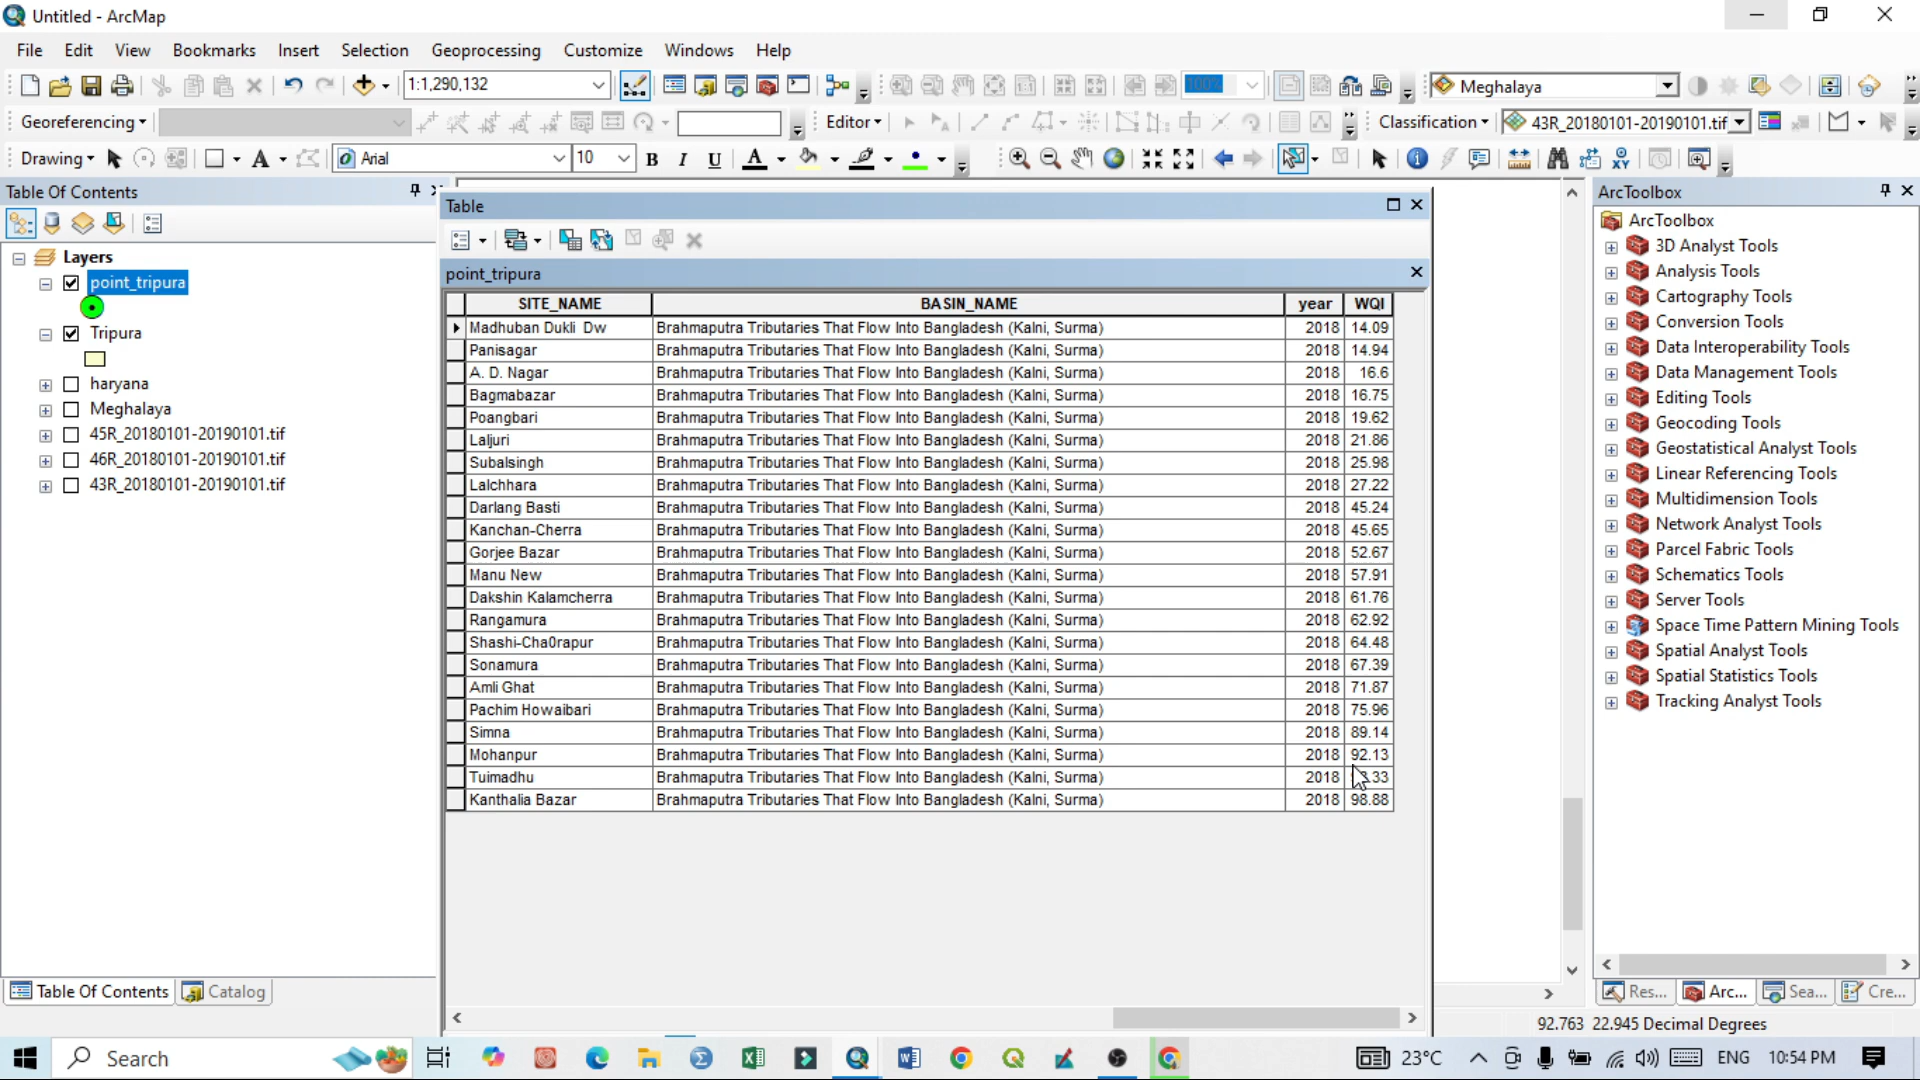 Untitled - ArcMap
File Edit View Bookmarks Insert Selection Geoprocessing Customize Windows Help
1:1,290,132 100% Meghalaya
Georeferencing Editor Classification 43R_20180101-20190101.tif
Drawing A Arial 10 B I U A
Table Of Contents
Layers
point_tripura
Tripura
haryana
Meghalaya
45R_20180101-20190101.tif
46R_20180101-20190101.tif
43R_20180101-20190101.tif
Table Of Contents Catalog
Table
point_tripura
SITE_NAME BASIN_NAME year WQI
Madhuban Dukli Dw Brahmaputra Tributaries That Flow Into Bangladesh (Kalni, Surma) 2018 14.09
Panisagar Brahmaputra Tributaries That Flow Into Bangladesh (Kalni, Surma) 2018 14.94
A. D. Nagar Brahmaputra Tributaries That Flow Into Bangladesh (Kalni, Surma) 2018 16.6
Bagmabazar Brahmaputra Tributaries That Flow Into Bangladesh (Kalni, Surma) 2018 16.75
Poangbari Brahmaputra Tributaries That Flow Into Bangladesh (Kalni, Surma) 2018 19.62
Laljuri Brahmaputra Tributaries That Flow Into Bangladesh (Kalni, Surma) 2018 21.86
Subalsingh Brahmaputra Tributaries That Flow Into Bangladesh (Kalni, Surma) 2018 25.98
Lalchhara Brahmaputra Tributaries That Flow Into Bangladesh (Kalni, Surma) 2018 27.22
Darlang Basti Brahmaputra Tributaries That Flow Into Bangladesh (Kalni, Surma) 2018 45.24
Kanchan-Cherra Brahmaputra Tributaries That Flow Into Bangladesh (Kalni, Surma) 2018 45.65
Gorjee Bazar Brahmaputra Tributaries That Flow Into Bangladesh (Kalni, Surma) 2018 52.67
Manu New Brahmaputra Tributaries That Flow Into Bangladesh (Kalni, Surma) 2018 57.91
Dakshin Kalamcherra Brahmaputra Tributaries That Flow Into Bangladesh (Kalni, Surma) 2018 61.76
Rangamura Brahmaputra Tributaries That Flow Into Bangladesh (Kalni, Surma) 2018 62.92
Shashi-Cha0rapur Brahmaputra Tributaries That Flow Into Bangladesh (Kalni, Surma) 2018 64.48
Sonamura Brahmaputra Tributaries That Flow Into Bangladesh (Kalni, Surma) 2018 67.39
Amli Ghat Brahmaputra Tributaries That Flow Into Bangladesh (Kalni, Surma) 2018 71.87
Pachim Howaibari Brahmaputra Tributaries That Flow Into Bangladesh (Kalni, Surma) 2018 75.96
Simna Brahmaputra Tributaries That Flow Into Bangladesh (Kalni, Surma) 2018 89.14
Mohanpur Brahmaputra Tributaries That Flow Into Bangladesh (Kalni, Surma) 2018 92.13
Tuimadhu Brahmaputra Tributaries That Flow Into Bangladesh (Kalni, Surma) 2018
Kanthalia Bazar Brahmaputra Tributaries That Flow Into Bangladesh (Kalni, Surma) 2018 98.88
ArcToolbox
ArcToolbox
3D Analyst Tools
Analysis Tools
Cartography Tools
Conversion Tools
Data Interoperability Tools
Data Management Tools
Editing Tools
Geocoding Tools
Geostatistical Analyst Tools
Linear Referencing Tools
Multidimension Tools
Network Analyst Tools
Parcel Fabric Tools
Schematics Tools
Server Tools
Space Time Pattern Mining Tools
Spatial Analyst Tools
Spatial Statistics Tools
Tracking Analyst Tools
Res... Arc... Sea... Cre...
92.763 22.945 Decimal Degrees
Search 23°C ENG 10:54 PM